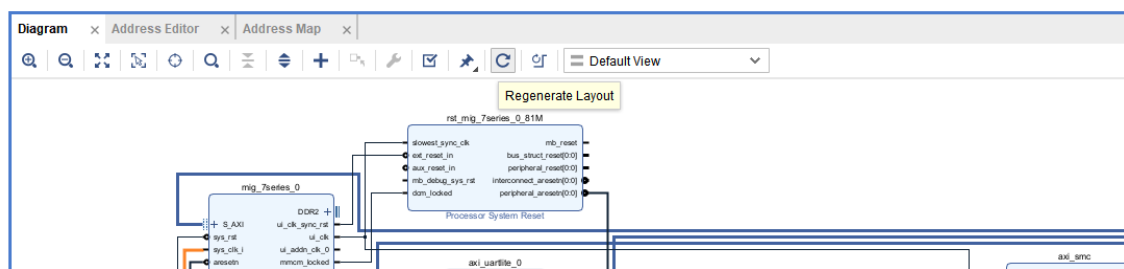 Diagram
Address Editor
Address Map
Default View
Regenerate Layout
rst_mig_7series_0_81M
slowest_sync_clk
mb_reset
ext_reset_in
bus_struct_reset[0:0]
aux_reset_in
peripheral_reset[0:0]
mb_debug_sys_rst
interconnect_aresetn[0:0]
dcm_locked
peripheral_aresetn[0:0]
Processor System Reset
mig_7series_0
DDR2
S_AXI
ui_clk_sync_rst
sys_rst
ui_clk
sys_clk_i
ui_addn_clk_0
aresetn
mmcm_locked
axi_uartlite_0
axi_smc